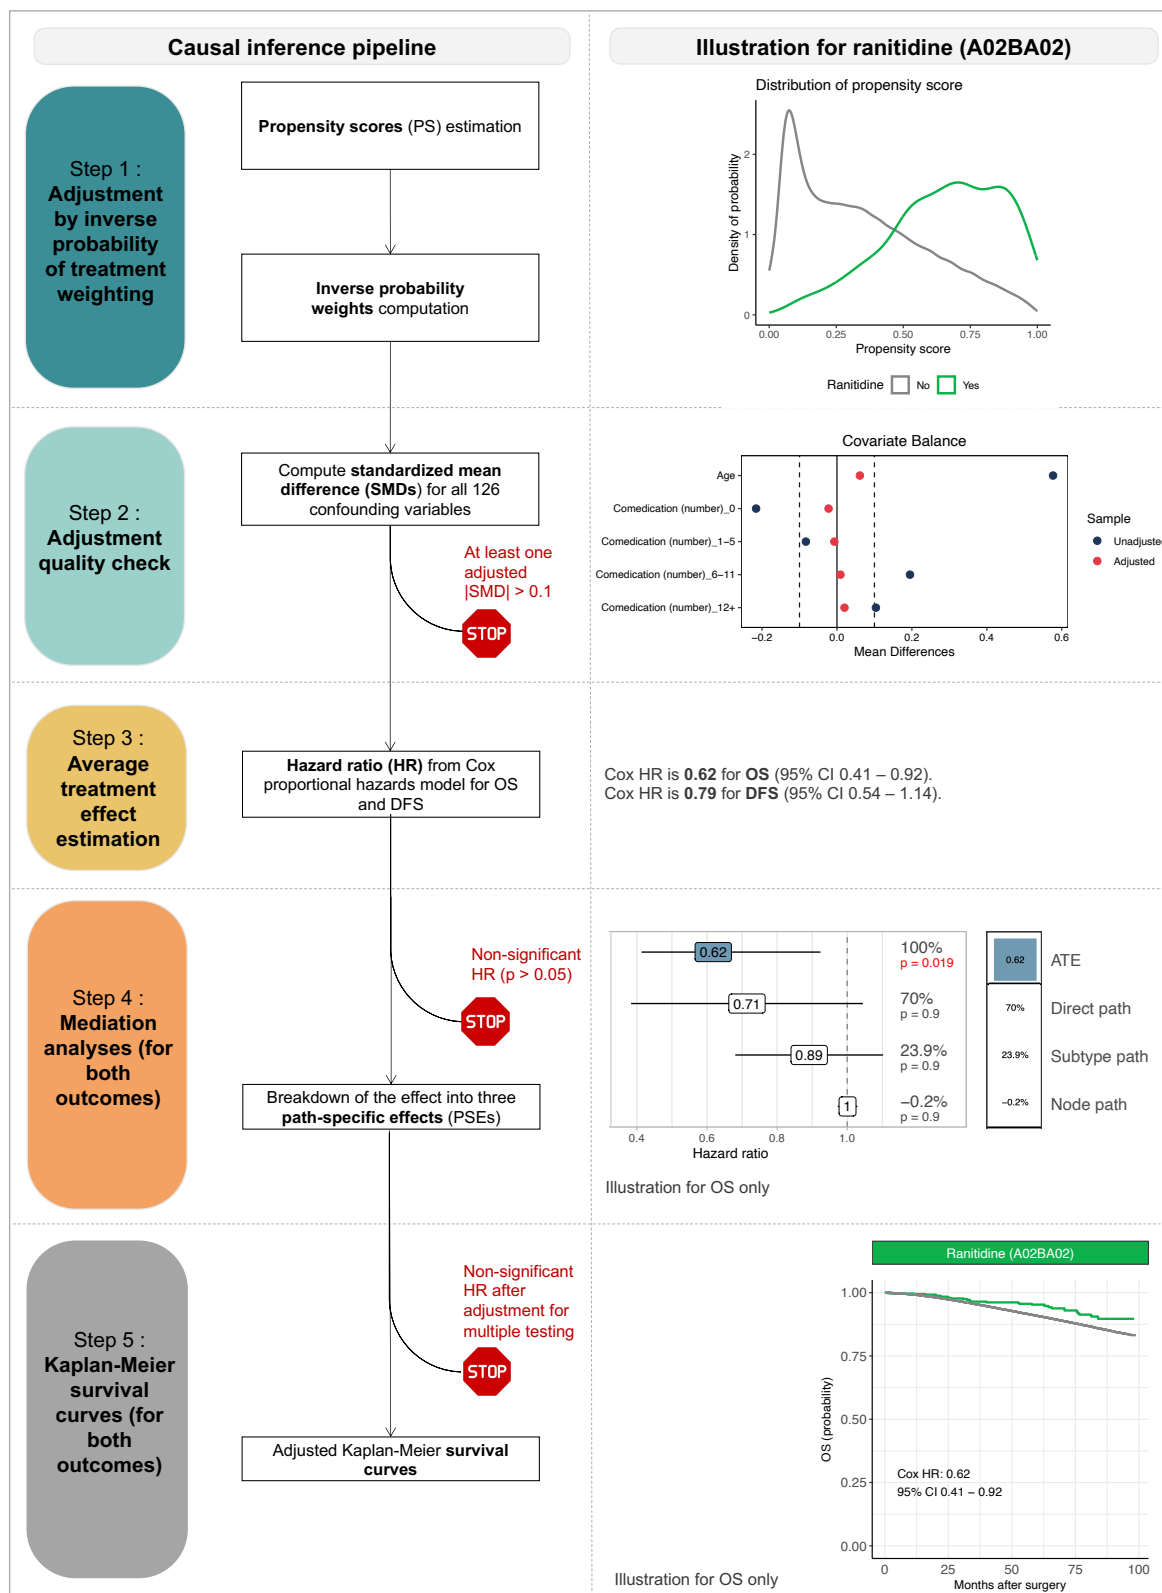 Causal inference pipeline
Illustration for ranitidine (A02BA02)
Step 1 :
Adjustment
by inverse
probability
of treatment
weighting
Propensity scores (PS) estimation
Inverse probability
weights computation
Distribution of propensity score
Density of probability
2
1
0
0.00
0.25
0.50
0.75
1.00
Propensity score
Ranitidine
No
Yes
Step 2 :
Adjustment
quality check
Compute standardized mean
difference (SMDs) for all 126
confounding variables
At least one
adjusted
|SMD| > 0.1
STOP
Covariate Balance
Age
Comedication (number)_0
Comedication (number)_1−5
Comedication (number)_6−11
Comedication (number)_12+
−0.2
0.0
0.2
0.4
0.6
Mean Differences
Sample
Unadjusted
Adjusted
Step 3 :
Average
treatment
effect
estimation
Hazard ratio (HR) from Cox
proportional hazards model for OS
and DFS
Cox HR is 0.62 for OS (95% CI 0.41 – 0.92).
Cox HR is 0.79 for DFS (95% CI 0.54 – 1.14).
Step 4 :
Mediation
analyses (for
both
outcomes)
Non-significant
HR (p > 0.05)
STOP
Breakdown of the effect into three
path-specific effects (PSEs)
0.62
100%
p = 0.019
0.71
70%
p = 0.9
0.89
23.9%
p = 0.9
1
−0.2%
p = 0.9
0.4
0.6
0.8
1.0
Hazard ratio
0.62
ATE
70%
Direct path
23.9%
Subtype path
−0.2%
Node path
Illustration for OS only
Step 5 :
Kaplan-Meier
survival
curves (for
both
outcomes)
Non-significant
HR after
adjustment for
multiple testing
STOP
Adjusted Kaplan-Meier survival
curves
Ranitidine (A02BA02)
OS (probability)
1.00
0.75
0.50
0.25
0.00
Cox HR: 0.62
95% CI 0.41 − 0.92
0
25
50
75
100
Months after surgery
Illustration for OS only